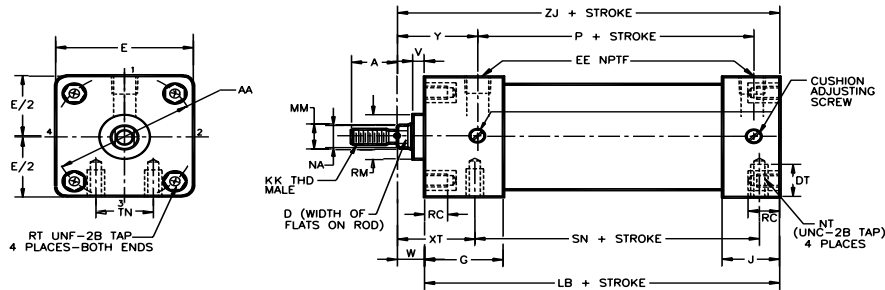 E
E/2
E/2
AA
1
2
3
4
TN
RT UNF-2B TAP
4 PLACES-BOTH ENDS
ZJ + STROKE
Y
P + STROKE
V
A
EE NPTF
CUSHION
ADJUSTING
SCREW
MM
NA
RM
KK THD
MALE
D (WIDTH OF
FLATS ON ROD)
RC
XT
SN + STROKE
DT
RC
NT
(UNC-2B TAP)
4 PLACES
W
G
J
LB + STROKE